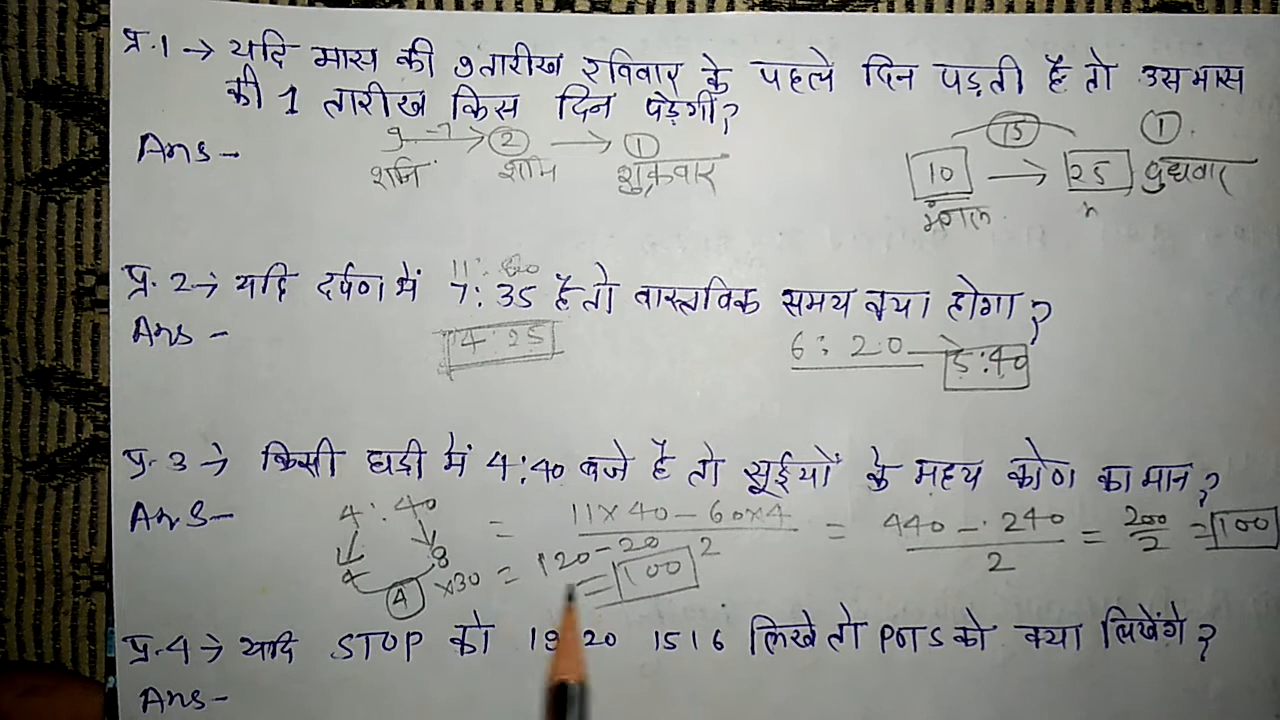 प्र.1 → यदि मास की 9 तारीख रविवार के पहले दिन पड़ती है तो उस मास
की 1 तारीख किस दिन पड़ेगी?
Ans - 9 -7 → 2 → 1 15 1
शनि शनि शुक्रवार 10 → 25 बुधवार
मंगल
प्र.2 → यदि दर्पण में 7:35 है तो वास्तविक समय क्या होगा?
11:60
Ans - 4:25 6:20 5:40
प्र.3 → किसी घड़ी में 4:40 बजे है तो सूईयों के मध्य कोण का मान?
Ans - 4:40 = 11×40-60×4 / 2 = 440-240 / 2 = 200/2 = 100
4 8
4 ×30 = 120-20 = 100
प्र.4 → यदि STOP को 19 20 15 16 लिखे तो POTS को क्या लिखेंगे?
Ans -